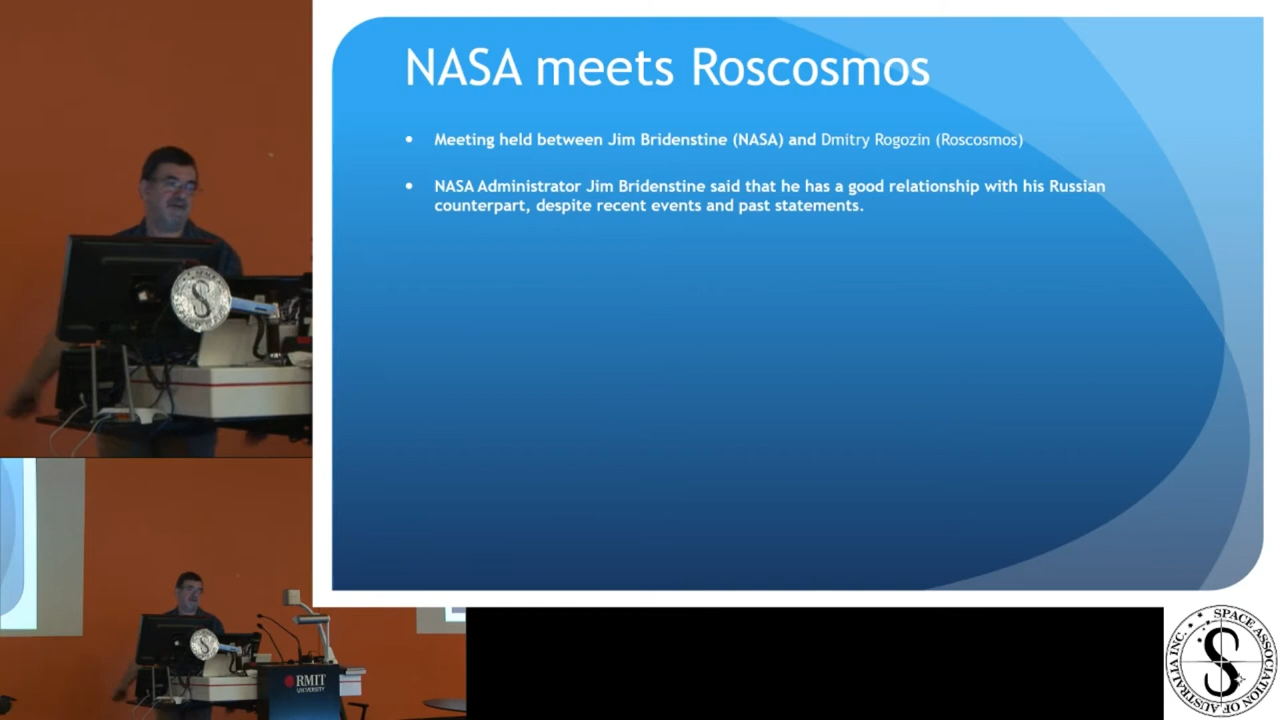 NASA meets Roscosmos
• Meeting held between Jim Bridenstine (NASA) and Dmitry Rogozin (Roscosmos)
• NASA Administrator Jim Bridenstine said that he has a good relationship with his Russian
counterpart, despite recent events and past statements.
S
S
RMIT
UNIVERSITY
SPACE ASSOCIATION OF AUSTRALIA INC.
S